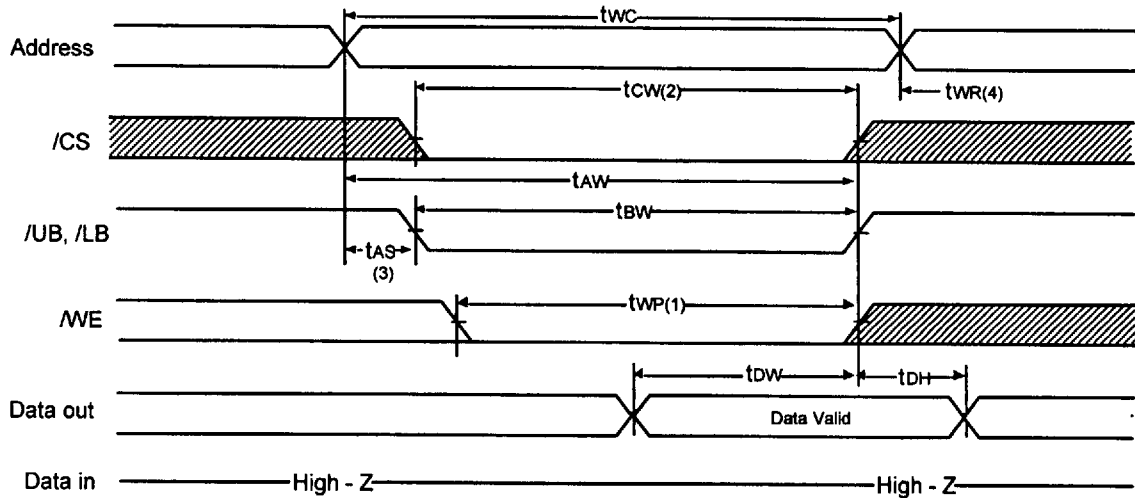 tWC
Address
tCW(2)
tWR(4)
/CS
tAW
tBW
/UB, /LB
tAS
(3)
tWP(1)
/WE
tDW
tDH
Data out
Data Valid
Data in
High - Z
High - Z